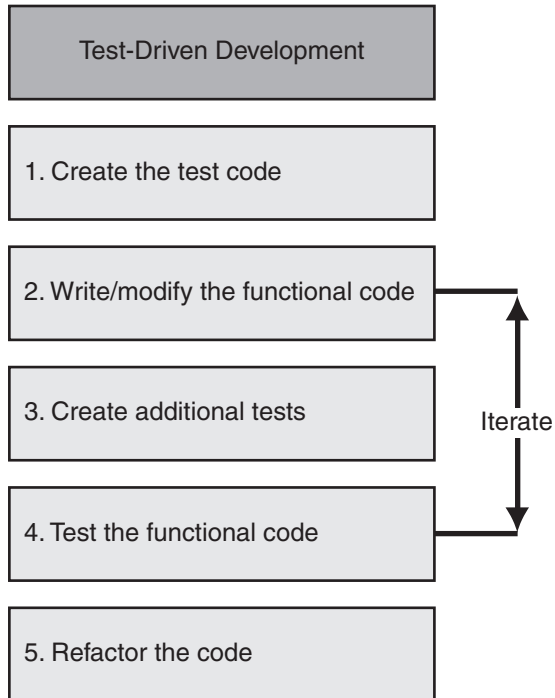 Test-Driven Development
1. Create the test code
2. Write/modify the functional code
3. Create additional tests
Iterate
4. Test the functional code
5. Refactor the code